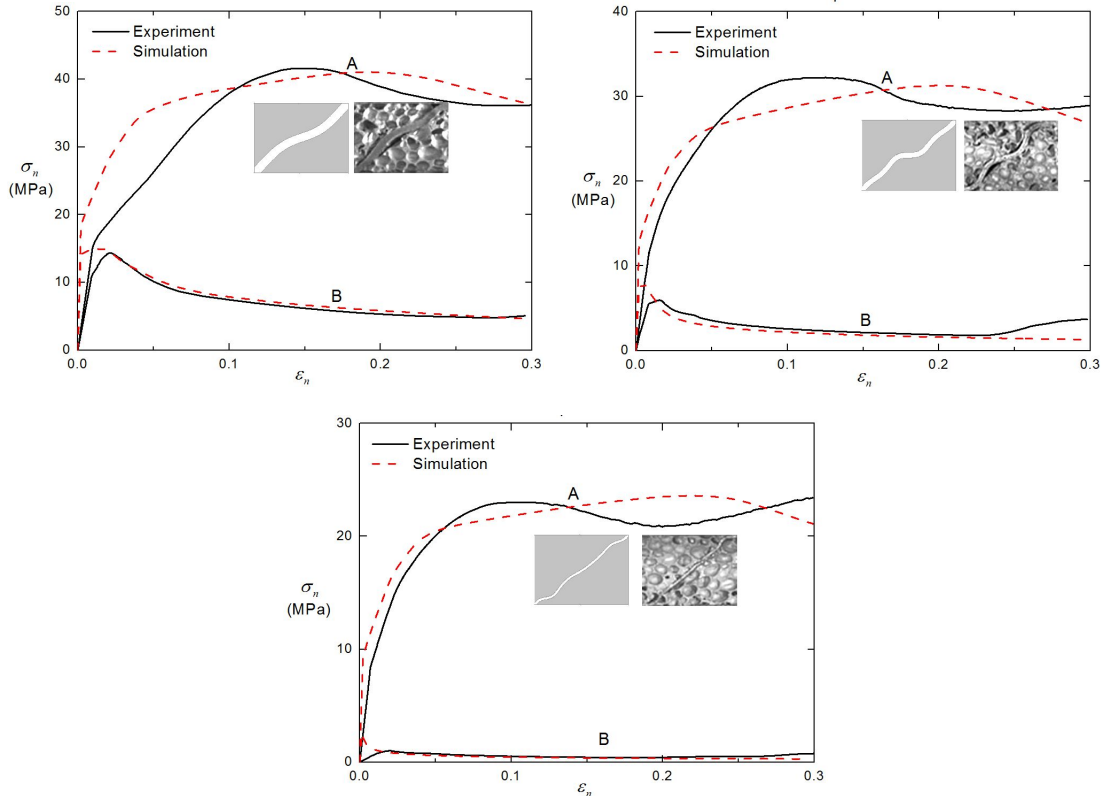 50
Experiment
Simulation
A
40
30
σn
(MPa)
20
10
B
0
0.0
0.1
0.2
0.3
εn
40
Experiment
Simulation
A
30
σn
(MPa)
20
10
B
0
0.0
0.1
0.2
0.3
εn
30
Experiment
Simulation
A
20
σn
(MPa)
10
B
0
0.0
0.1
0.2
0.3
εn